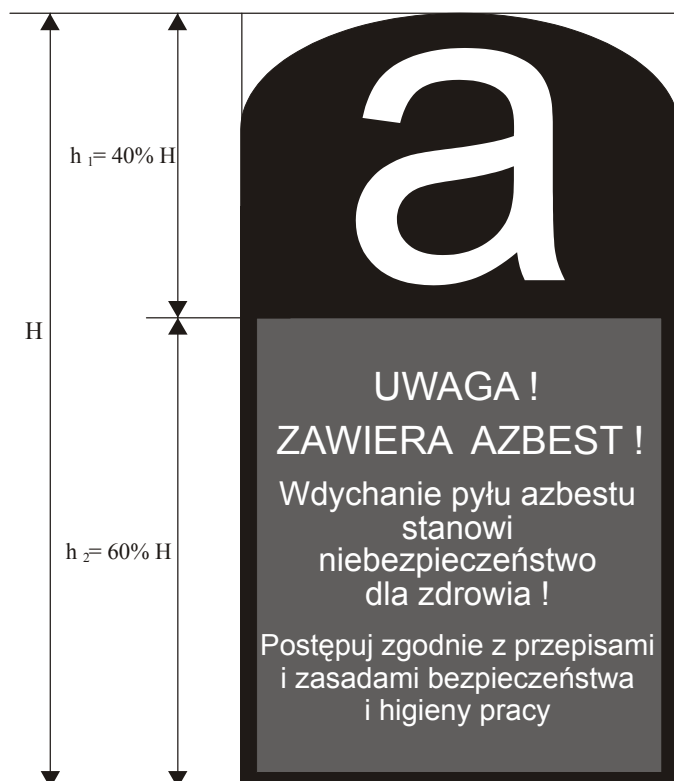 a
h 1= 40% H
H
UWAGA !
ZAWIERA AZBEST !
Wdychanie pyłu azbestu
stanowi
niebezpieczeństwo
dla zdrowia !
h 2= 60% H
Postępuj zgodnie z przepisami
i zasadami bezpieczeństwa
i higieny pracy